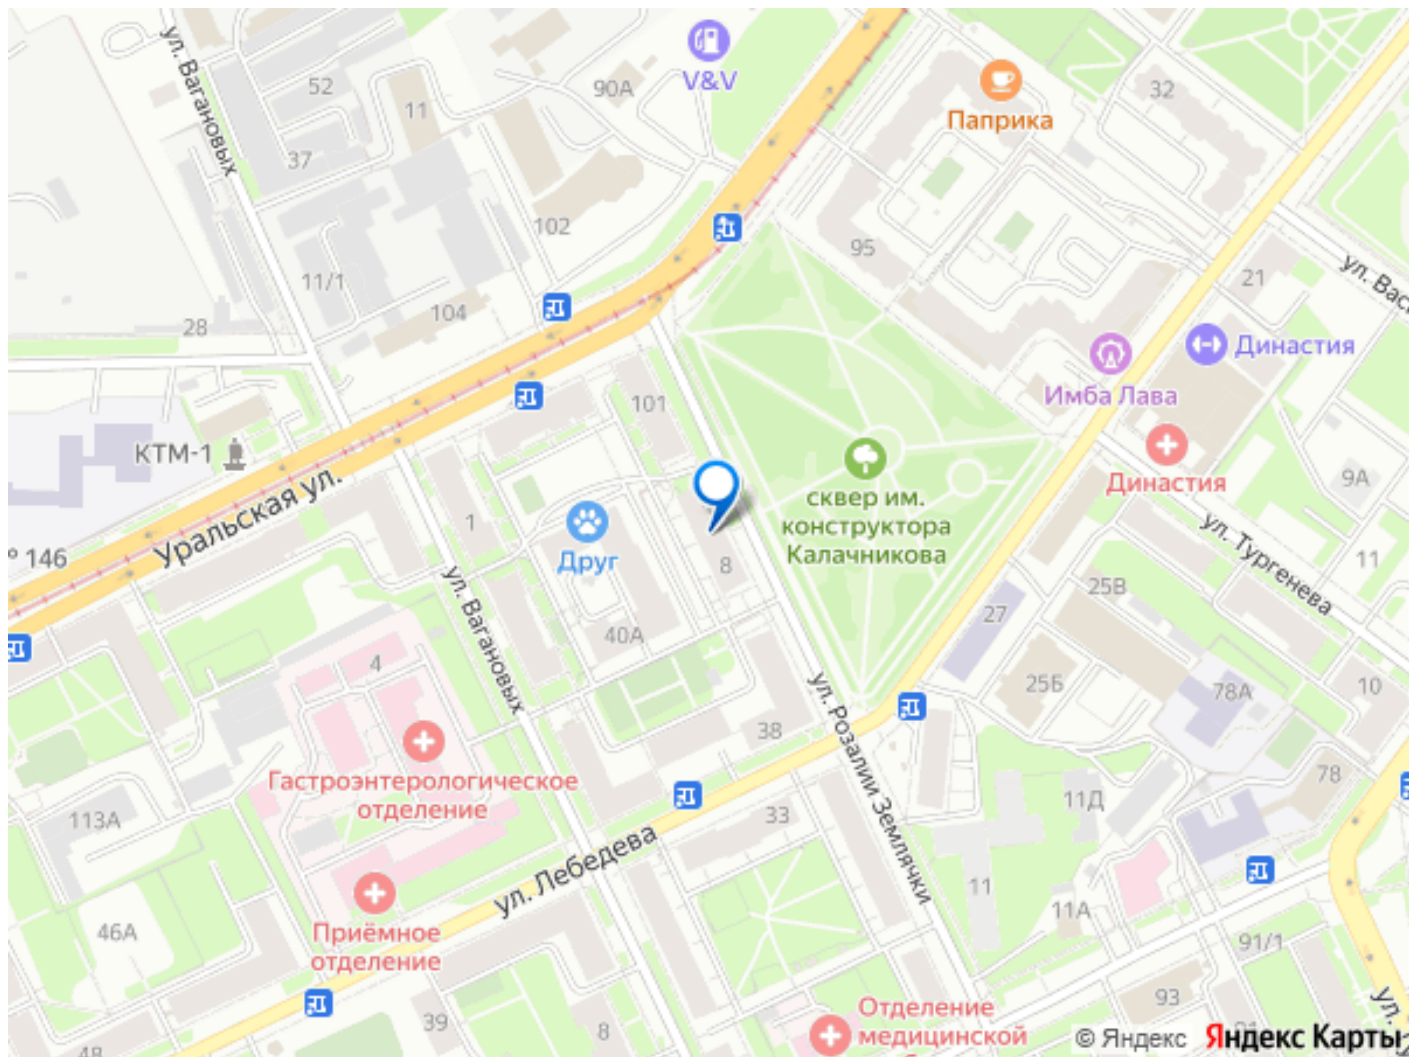 ул. Вагановых
52
11
90А
V&V
Паприка
32
37
102
95
21
ул. Вас
11/1
104
28
Династия
Имба Лава
101
КТМ-1
Династия
9А
сквер им.
конструктора
Калачникова
Уральская ул.
1
Друг
146
8
ул. Тургенева
11
25В
27
ул. Вагановых
40А
4
25Б
78А
10
ул. Розалии Землячки
38
Гастроэнтерологическое
отделение
78
113А
33
11Д
ул. Лебедева
11
11А
46А
Приёмное
отделение
91/1
93
39
8
Отделение
медицинской
48
91
ул.
© Яндекс
Яндекс Карты